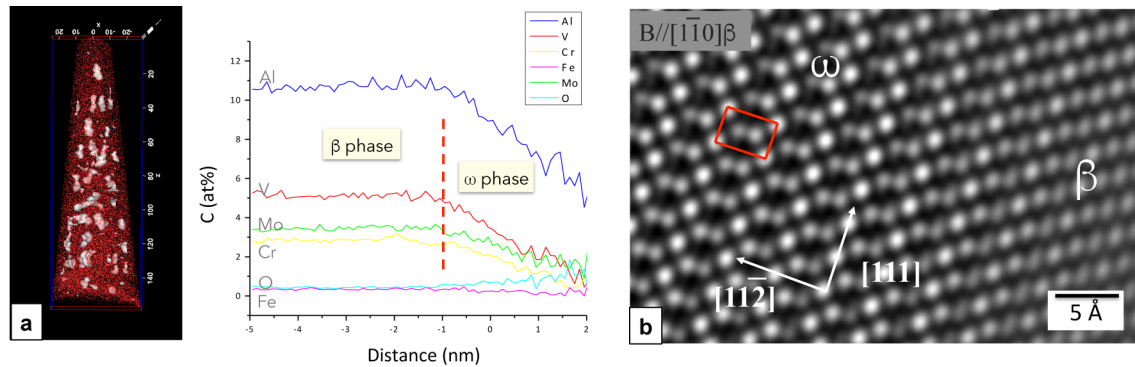 X
20 10 0 -10 -20
20
40
60
80
z
100
120
140
a
Al
V
Cr
Fe
Mo
O
C (at%)
12
10
8
6
4
2
0
Al
V
Mo
Cr
O
Fe
β phase
ω phase
-5 -4 -3 -2 -1 0 1 2
Distance (nm)
B//[11̅0]β
ω
β
[111]
[112̅]
5 Å
b